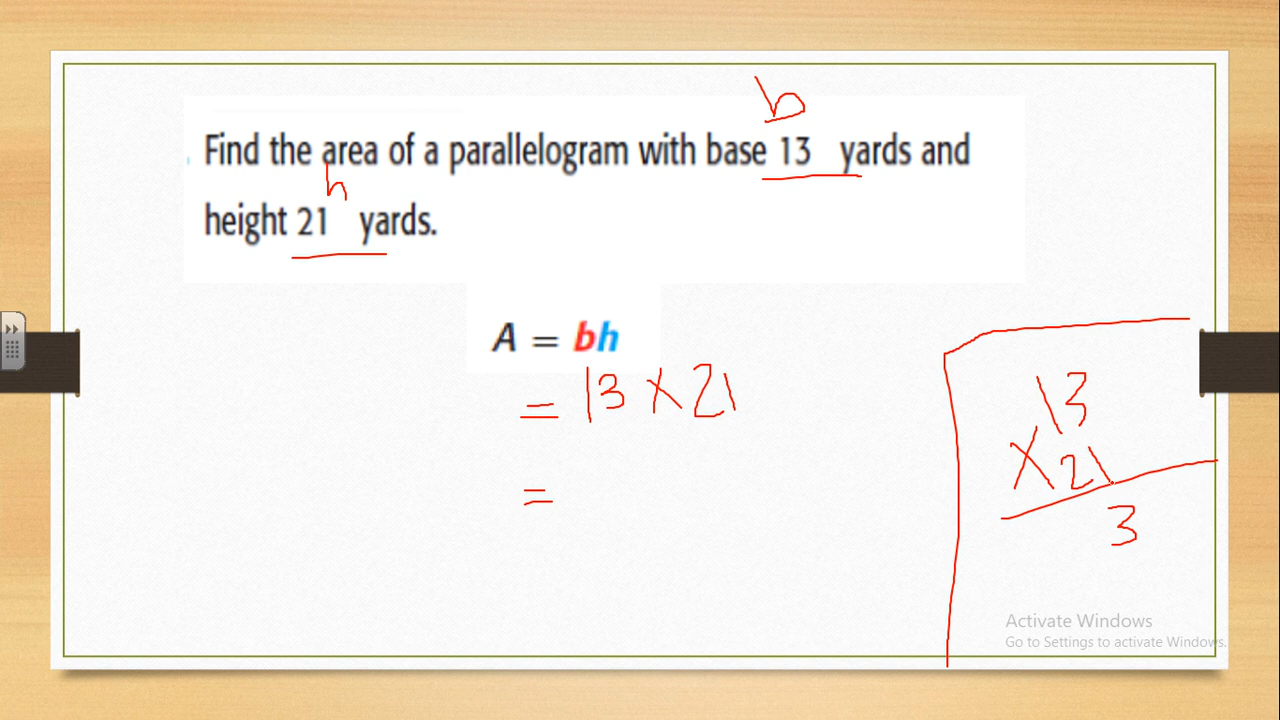 b
Find the area of a parallelogram with base 13 yards and
h
height 21 yards.
A = bh
= 13 X 21
=
13
X 21
3
Activate Windows
Go to Settings to activate Windows.